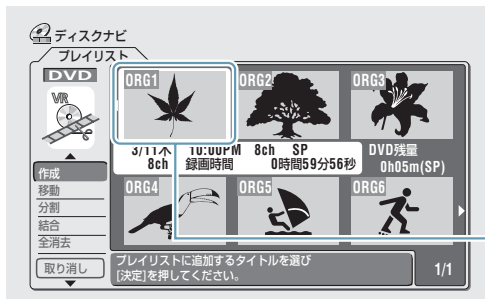 ディスクナビ
プレイリスト
DVD
VR
ORG1 ORG2 ORG3
3/11木 10:00PM 8ch SP
8ch 録画時間 0時間59分56秒
DVD残量
0h05m(SP)
作成
移動
分割
結合
全消去
取り消し
ORG4 ORG5 ORG6
プレイリストに追加するタイトルを選び
[決定]を押してください。
1/1